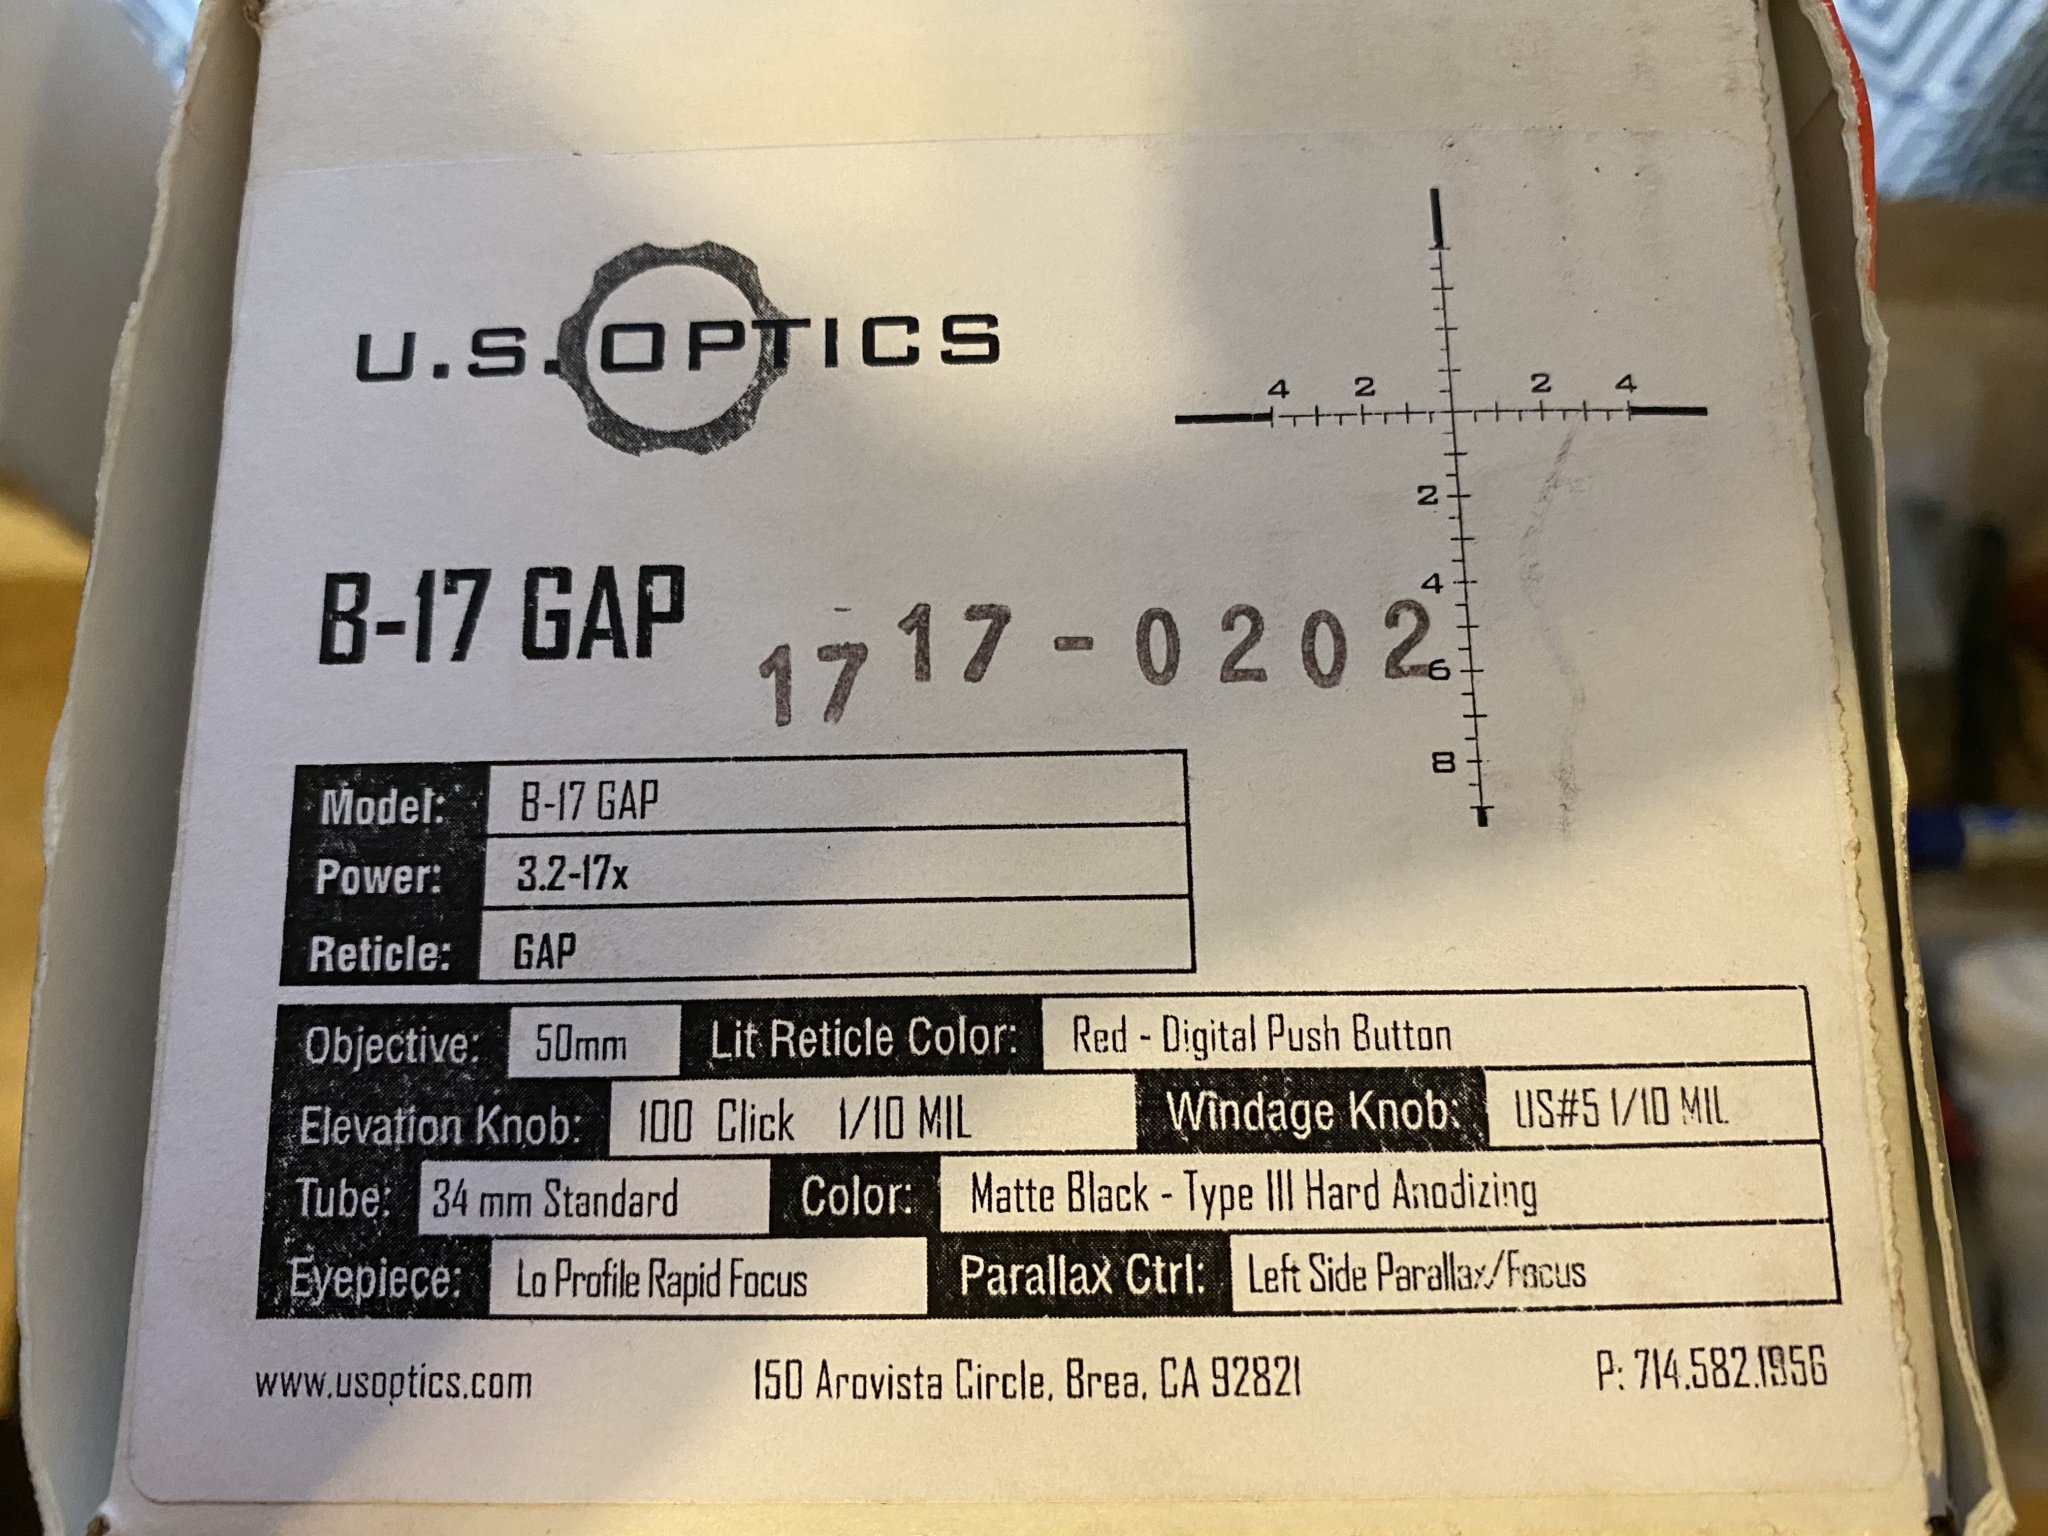 U.S. OPTICS
4 2 2 4
2
4
6
8
B-17 GAP
17 17-0202
Model: B-17 GAP
Power: 3.2-17x
Reticle: GAP
Objective: 50mm Lit Reticle Color: Red - Digital Push Button
Elevation Knob: 100 Click 1/10 MIL Windage Knob: US#5 1/10 MIL
Tube: 34 mm Standard Color: Matte Black - Type III Hard Anodizing
Eyepiece: Lo Profile Rapid Focus Parallax Ctrl: Left Side Parallax/Focus
www.usoptics.com 150 Arovista Circle, Brea, CA 92821 P: 714.582.1956